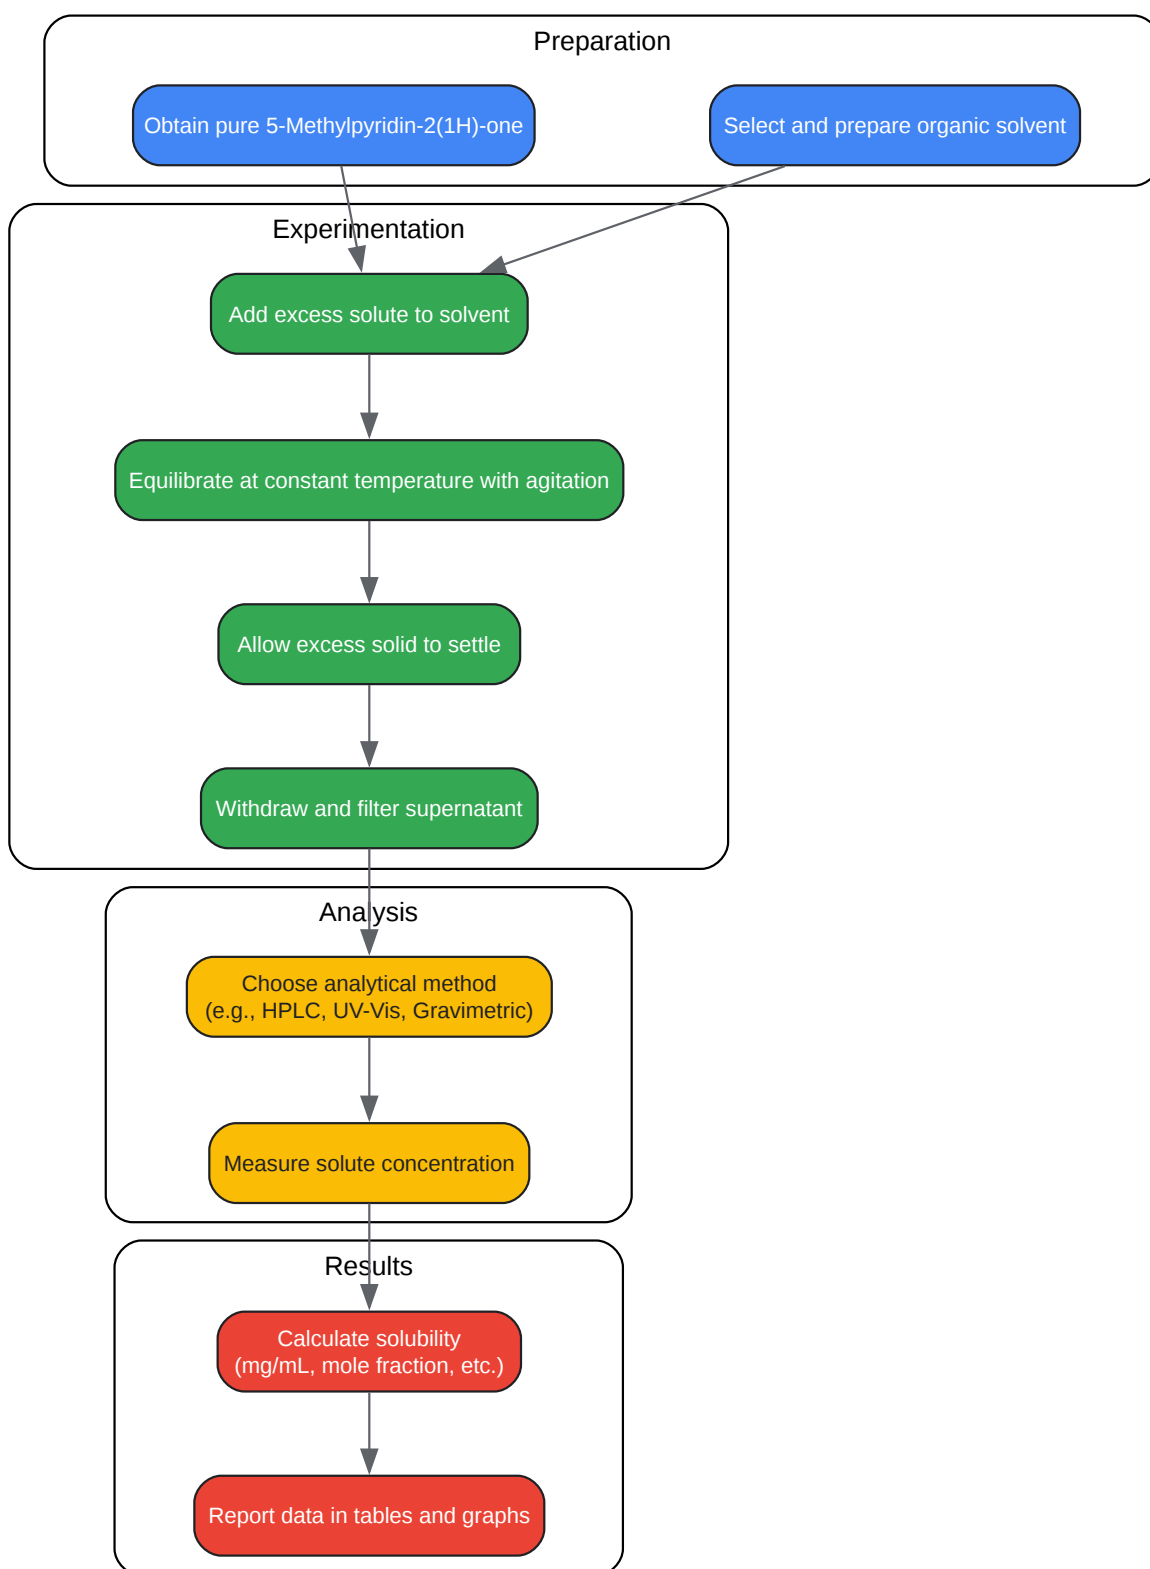 Preparation
Obtain pure 5-Methylpyridin-2(1H)-one
Select and prepare organic solvent
Experimentation
Add excess solute to solvent
Equilibrate at constant temperature with agitation
Allow excess solid to settle
Withdraw and filter supernatant
Analysis
Choose analytical method
(e.g., HPLC, UV-Vis, Gravimetric)
Measure solute concentration
Results
Calculate solubility
(mg/mL, mole fraction, etc.)
Report data in tables and graphs